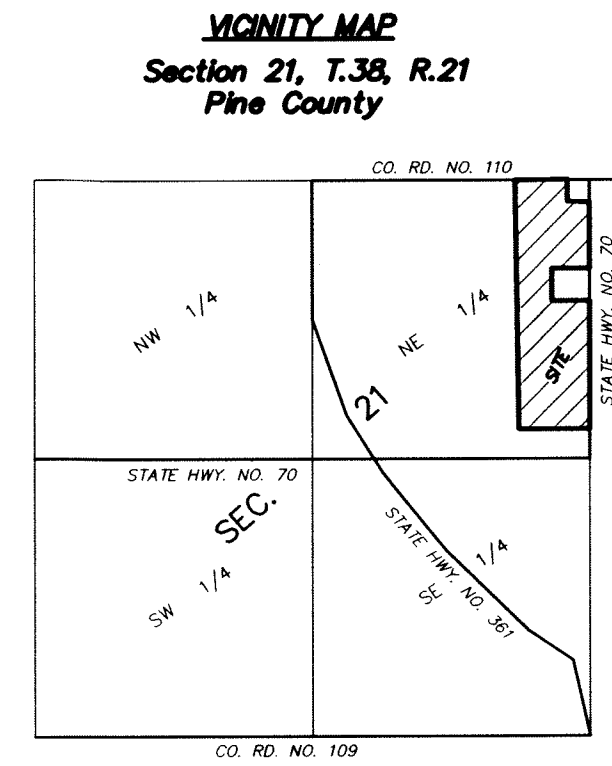 VICINITY MAP
Section 21, T.38, R.21
Pine County
CO. RD. NO. 110
NW 1/4
NE 1/4
STATE HWY. NO. 70
SITE
21
STATE HWY. NO. 70
SEC.
STATE HWY. NO. 361
SW 1/4
SE 1/4
CO. RD. NO. 109